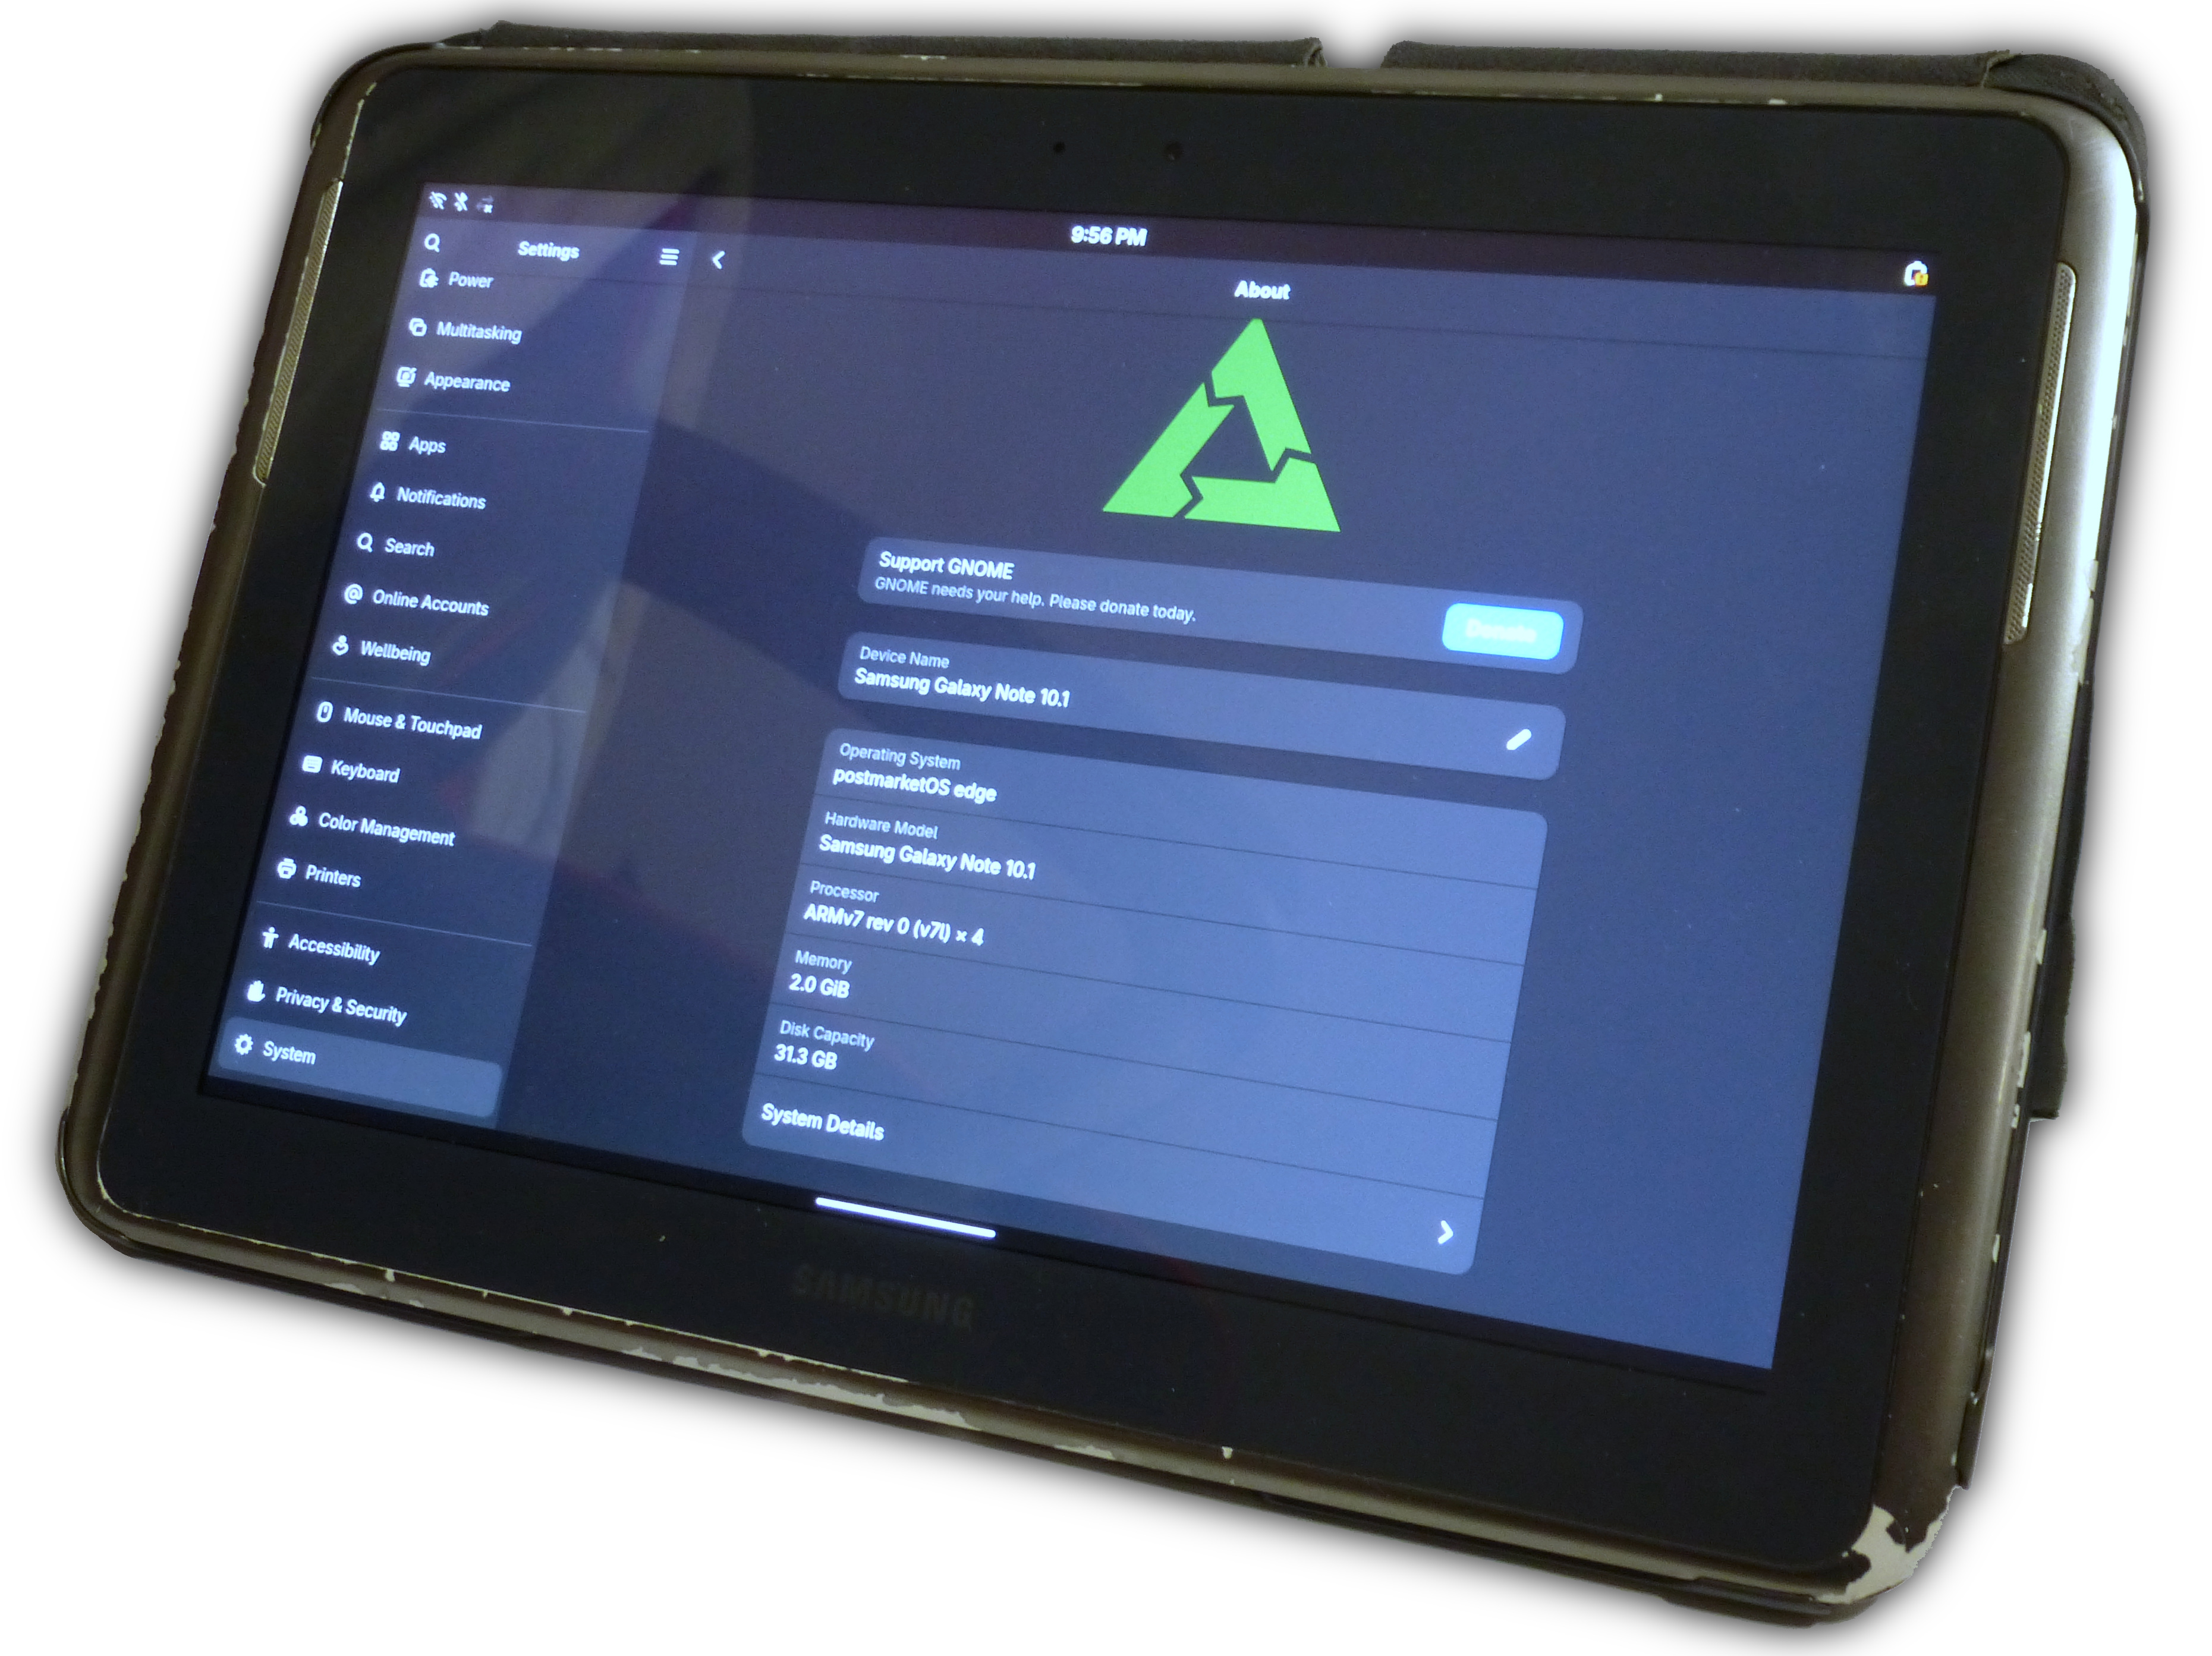 9:56 PM
Settings
Power
Multitasking
Appearance
Apps
Notifications
Search
Online Accounts
Wellbeing
Mouse & Touchpad
Keyboard
Color Management
Printers
Accessibility
Privacy & Security
System
About
Support GNOME
GNOME needs your help. Please donate today.
Donate
Device Name
Samsung Galaxy Note 10.1
Operating System
postmarketOS edge
Hardware Model
Samsung Galaxy Note 10.1
Processor
ARMv7 rev 0 (v7l) × 4
Memory
2.0 GiB
Disk Capacity
31.3 GB
System Details
SAMSUNG